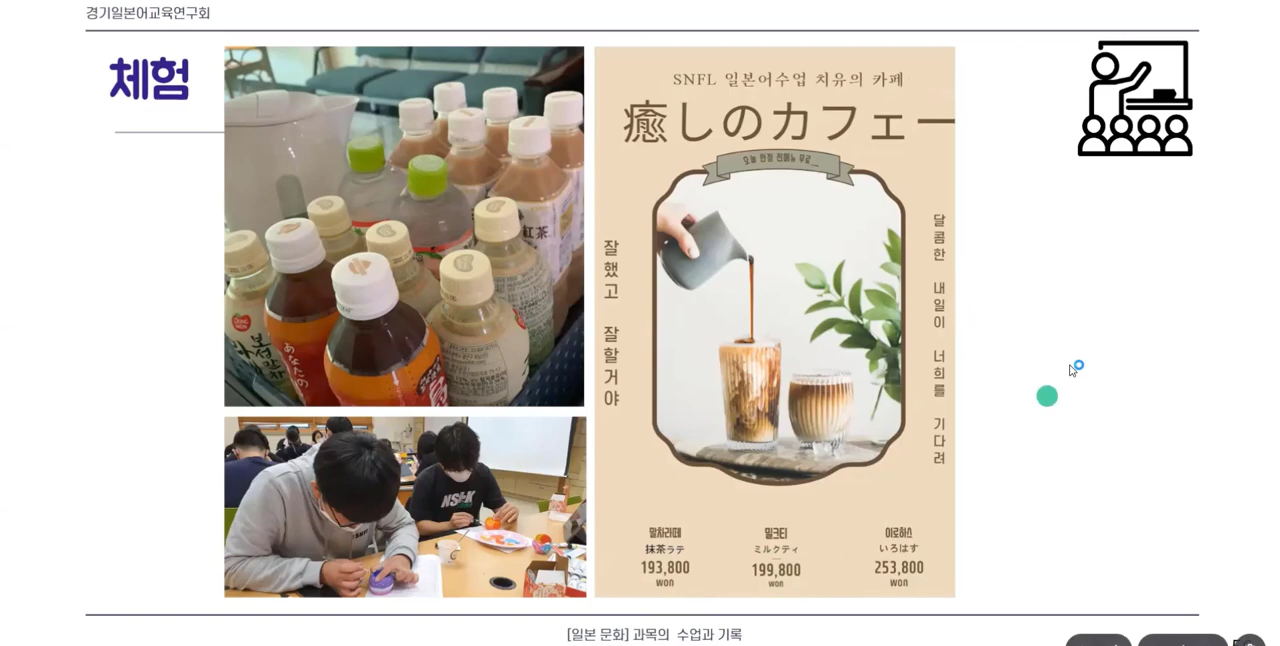 경기일본어교육연구회
체험
紅茶
あなたの
SNFL 일본어수업 치유의 카페
癒しのカフェー
오늘 한정 전메뉴 무료
잘했고 잘할거야
달콤한 내일이 너희를 기다려
말차라떼
抹茶ラテ
193,800
won
밀크티
ミルクティ
199,800
won
이로하스
いろはす
253,800
won
[일본 문화] 과목의 수업과 기록